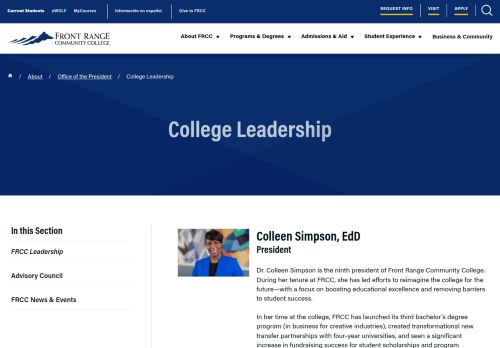 Current Students eWOLF MyCourses Información en español Give to FRCC REQUEST INFO VISIT APPLY
FRONT RANGE
COMMUNITY COLLEGE
About FRCC Programs & Degrees Admissions & Aid Student Experience Business & Community
/ About / Office of the President / College Leadership
College Leadership
In this Section
FRCC Leadership
Advisory Council
FRCC News & Events
Colleen Simpson, EdD
President
Dr. Colleen Simpson is the ninth president of Front Range Community College.
During her tenure at FRCC, she has led efforts to reimagine the college for the
future—with a focus on boosting educational excellence and removing barriers
to student success.
In her time at the college, FRCC has launched its third bachelor's degree
program (in business for creative industries), created transformational new
transfer partnerships with four-year universities, and seen a significant
increase in fundraising success for student scholarships and program